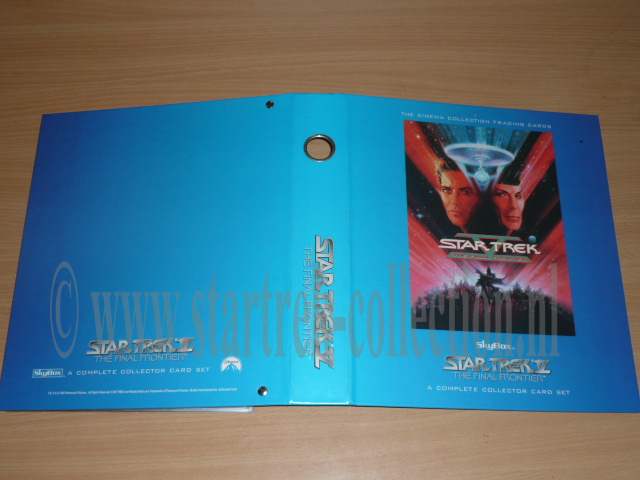 THE CINEMA COLLECTION TRADING CARDS
STAR TREK
V
SkyBox
STAR TREK V
THE FINAL FRONTIER
A COMPLETE COLLECTOR CARD SET
STAR TREK V
THE FINAL FRONTIER
STAR TREK V
THE FINAL FRONTIER
SkyBox
A COMPLETE COLLECTOR CARD SET
© www.startrek-collection.nl